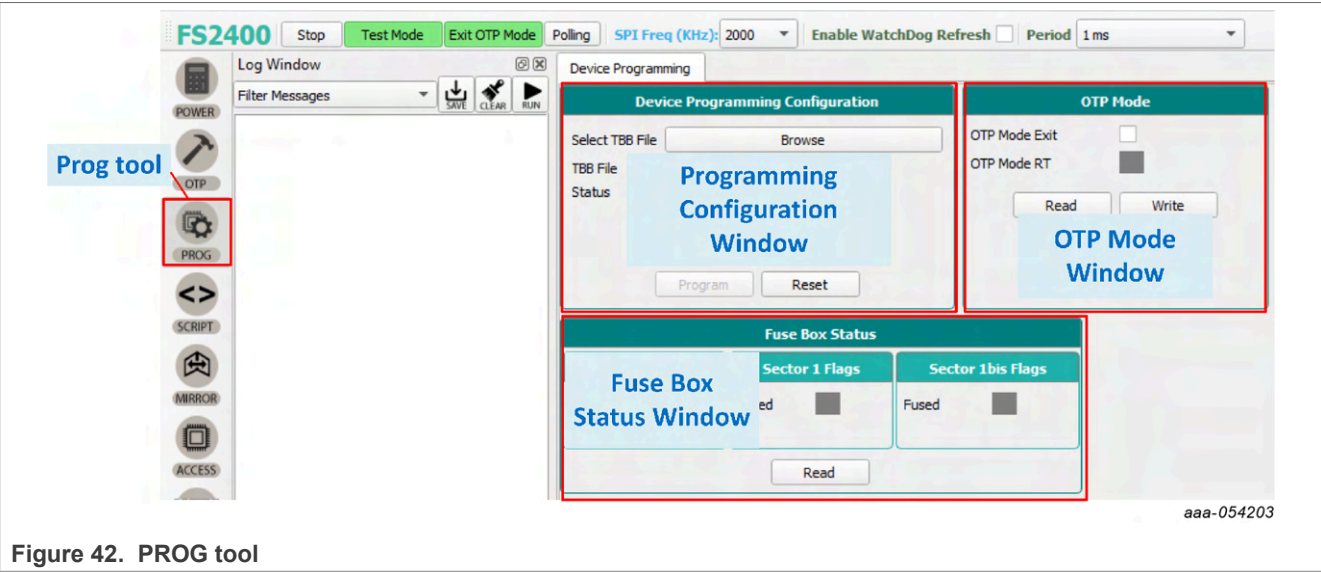 FS2400 Stop Test Mode Exit OTP Mode Polling SPI Freq (KHz): 2000 Enable WatchDog Refresh Period 1 ms
Log Window
Filter Messages SAVE CLEAR RUN
POWER
OTP
Prog tool
PROG
SCRIPT
MIRROR
ACCESS
Device Programming
Device Programming Configuration
Select TBB File Browse
TBB File
Status
Programming
Configuration
Window
Program Reset
OTP Mode
OTP Mode Exit
OTP Mode RT
Read Write
OTP Mode
Window
Fuse Box Status
Sector 1 Flags Sector 1bis Flags
Fuse Box
Status Window
ed Fused
Read
aaa-054203
Figure 42. PROG tool